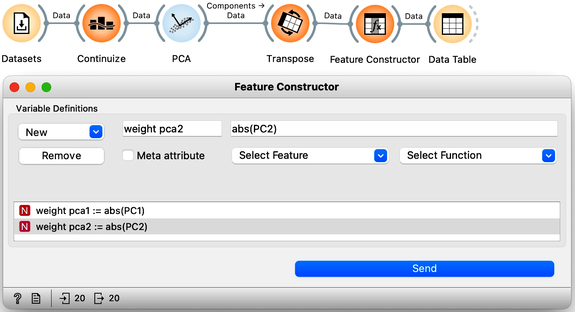 Data
Data
Components →
Data
Data
Data
Datasets
Continuize
PCA
Transpose
Feature Constructor
Data Table
Feature Constructor
Variable Definitions
New
weight pca2
abs(PC2)
Remove
Meta attribute
Select Feature
Select Function
N weight pca1 := abs(PC1)
N weight pca2 := abs(PC2)
Send
? 20 20